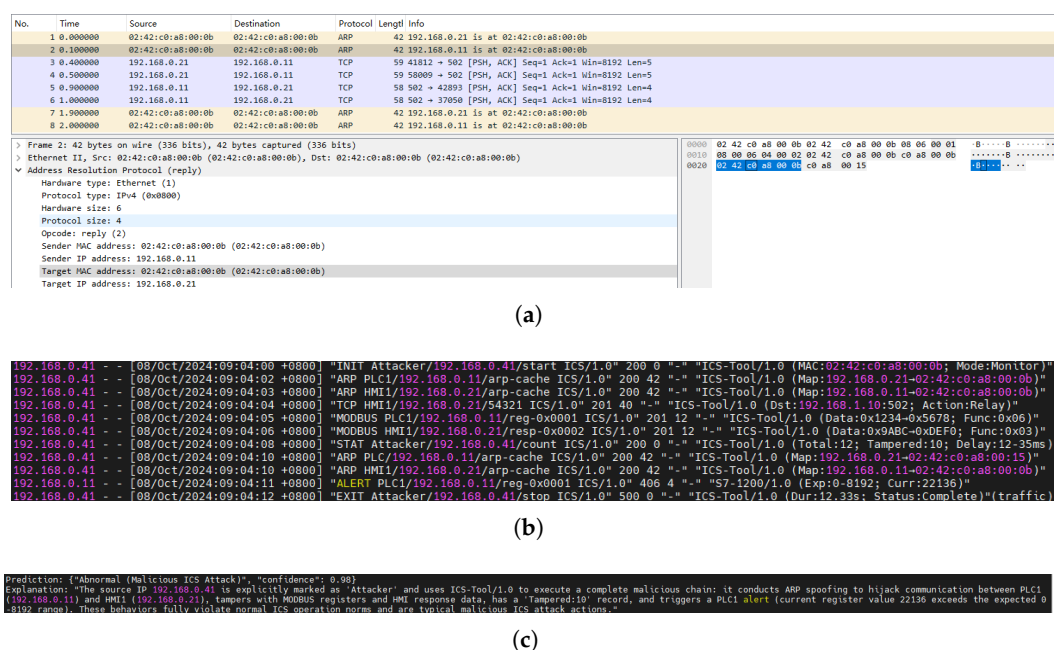 No. Time Source Destination Protocol Lengtl Info
1 0.000000 02:42:c0:a8:00:0b 02:42:c0:a8:00:0b ARP 42 192.168.0.21 is at 02:42:c0:a8:00:0b
2 0.100000 02:42:c0:a8:00:0b 02:42:c0:a8:00:0b ARP 42 192.168.0.11 is at 02:42:c0:a8:00:0b
3 0.400000 192.168.0.21 192.168.0.11 TCP 59 41812 → 502 [PSH, ACK] Seq=1 Ack=1 Win=8192 Len=5
4 0.500000 192.168.0.21 192.168.0.11 TCP 59 58009 → 502 [PSH, ACK] Seq=1 Ack=1 Win=8192 Len=5
5 0.900000 192.168.0.11 192.168.0.21 TCP 58 502 → 42893 [PSH, ACK] Seq=1 Ack=1 Win=8192 Len=4
6 1.000000 192.168.0.11 192.168.0.21 TCP 58 502 → 37050 [PSH, ACK] Seq=1 Ack=1 Win=8192 Len=4
7 1.900000 02:42:c0:a8:00:0b 02:42:c0:a8:00:0b ARP 42 192.168.0.21 is at 02:42:c0:a8:00:0b
8 2.000000 02:42:c0:a8:00:0b 02:42:c0:a8:00:0b ARP 42 192.168.0.11 is at 02:42:c0:a8:00:0b
> Frame 2: 42 bytes on wire (336 bits), 42 bytes captured (336 bits)
> Ethernet II, Src: 02:42:c0:a8:00:0b (02:42:c0:a8:00:0b), Dst: 02:42:c0:a8:00:0b (02:42:c0:a8:00:0b)
Address Resolution Protocol (reply)
Hardware type: Ethernet (1)
Protocol type: IPv4 (0x0800)
Hardware size: 6
Protocol size: 4
Opcode: reply (2)
Sender MAC address: 02:42:c0:a8:00:0b (02:42:c0:a8:00:0b)
Sender IP address: 192.168.0.11
Target MAC address: 02:42:c0:a8:00:0b (02:42:c0:a8:00:0b)
Target IP address: 192.168.0.21
0000 02 42 c0 a8 00 0b 02 42 c0 a8 00 0b 08 06 00 01 ·B·····B ········
0010 08 00 06 04 00 02 02 42 c0 a8 00 0b c0 a8 00 0b ·······B ········
0020 02 42 c0 a8 00 0b c0 a8 00 15 ·B······ ··
(a)
192.168.0.41 - - [08/Oct/2024:09:04:00 +0800] "INIT Attacker/192.168.0.41/start ICS/1.0" 200 0 "-" "ICS-Tool/1.0 (MAC:02:42:c0:a8:00:0b; Mode:Monitor)"
192.168.0.41 - - [08/Oct/2024:09:04:02 +0800] "ARP PLC1/192.168.0.11/arp-cache ICS/1.0" 200 42 "-" "ICS-Tool/1.0 (Map:192.168.0.21→02:42:c0:a8:00:0b)"
192.168.0.41 - - [08/Oct/2024:09:04:03 +0800] "ARP HMI1/192.168.0.21/arp-cache ICS/1.0" 200 42 "-" "ICS-Tool/1.0 (Map:192.168.0.11→02:42:c0:a8:00:0b)"
192.168.0.41 - - [08/Oct/2024:09:04:04 +0800] "TCP HMI1/192.168.0.21/54321 ICS/1.0" 201 40 "-" "ICS-Tool/1.0 (Dst:192.168.1.10:502; Action:Relay)"
192.168.0.41 - - [08/Oct/2024:09:04:05 +0800] "MODBUS PLC1/192.168.0.11/reg-0x0001 ICS/1.0" 201 12 "-" "ICS-Tool/1.0 (Data:0x1234→0x5678; Func:0x06)"
192.168.0.41 - - [08/Oct/2024:09:04:06 +0800] "MODBUS HMI1/192.168.0.21/resp-0x0002 ICS/1.0" 201 12 "-" "ICS-Tool/1.0 (Data:0x9ABC→0xDEF0; Func:0x03)"
192.168.0.41 - - [08/Oct/2024:09:04:08 +0800] "STAT Attacker/192.168.0.41/count ICS/1.0" 200 0 "-" "ICS-Tool/1.0 (Total:12; Tampered:10; Delay:12-35ms)
192.168.0.41 - - [08/Oct/2024:09:04:10 +0800] "ARP PLC/192.168.0.11/arp-cache ICS/1.0" 200 42 "-" "ICS-Tool/1.0 (Map:192.168.0.21→02:42:c0:a8:00:15)"
192.168.0.41 - - [08/Oct/2024:09:04:10 +0800] "ARP HMI1/192.168.0.21/arp-cache ICS/1.0" 200 42 "-" "ICS-Tool/1.0 (Map:192.168.0.11→02:42:c0:a8:00:0b)"
192.168.0.11 - - [08/Oct/2024:09:04:11 +0800] "ALERT PLC1/192.168.0.11/reg-0x0001 ICS/1.0" 406 4 "-" "S7-1200/1.0 (Exp:0-8192; Curr:22136)"
192.168.0.41 - - [08/Oct/2024:09:04:12 +0800] "EXIT Attacker/192.168.0.41/stop ICS/1.0" 500 0 "-" "ICS-Tool/1.0 (Dur:12.33s; Status:Complete)"(traffic)
(b)
Prediction: {"Abnormal (Malicious ICS Attack)", "confidence": 0.98}
Explanation: "The source IP 192.168.0.41 is explicitly marked as 'Attacker' and uses ICS-Tool/1.0 to execute a complete malicious chain: it conducts ARP spoofing to hijack communication between PLC1
(192.168.0.11) and HMI1 (192.168.0.21), tampers with MODBUS registers and HMI response data, has a 'Tampered:10' record, and triggers a PLC1 alert (current register value 22136 exceeds the expected 0
-8192 range). These behaviors fully violate normal ICS operation norms and are typical malicious ICS attack actions."
(c)